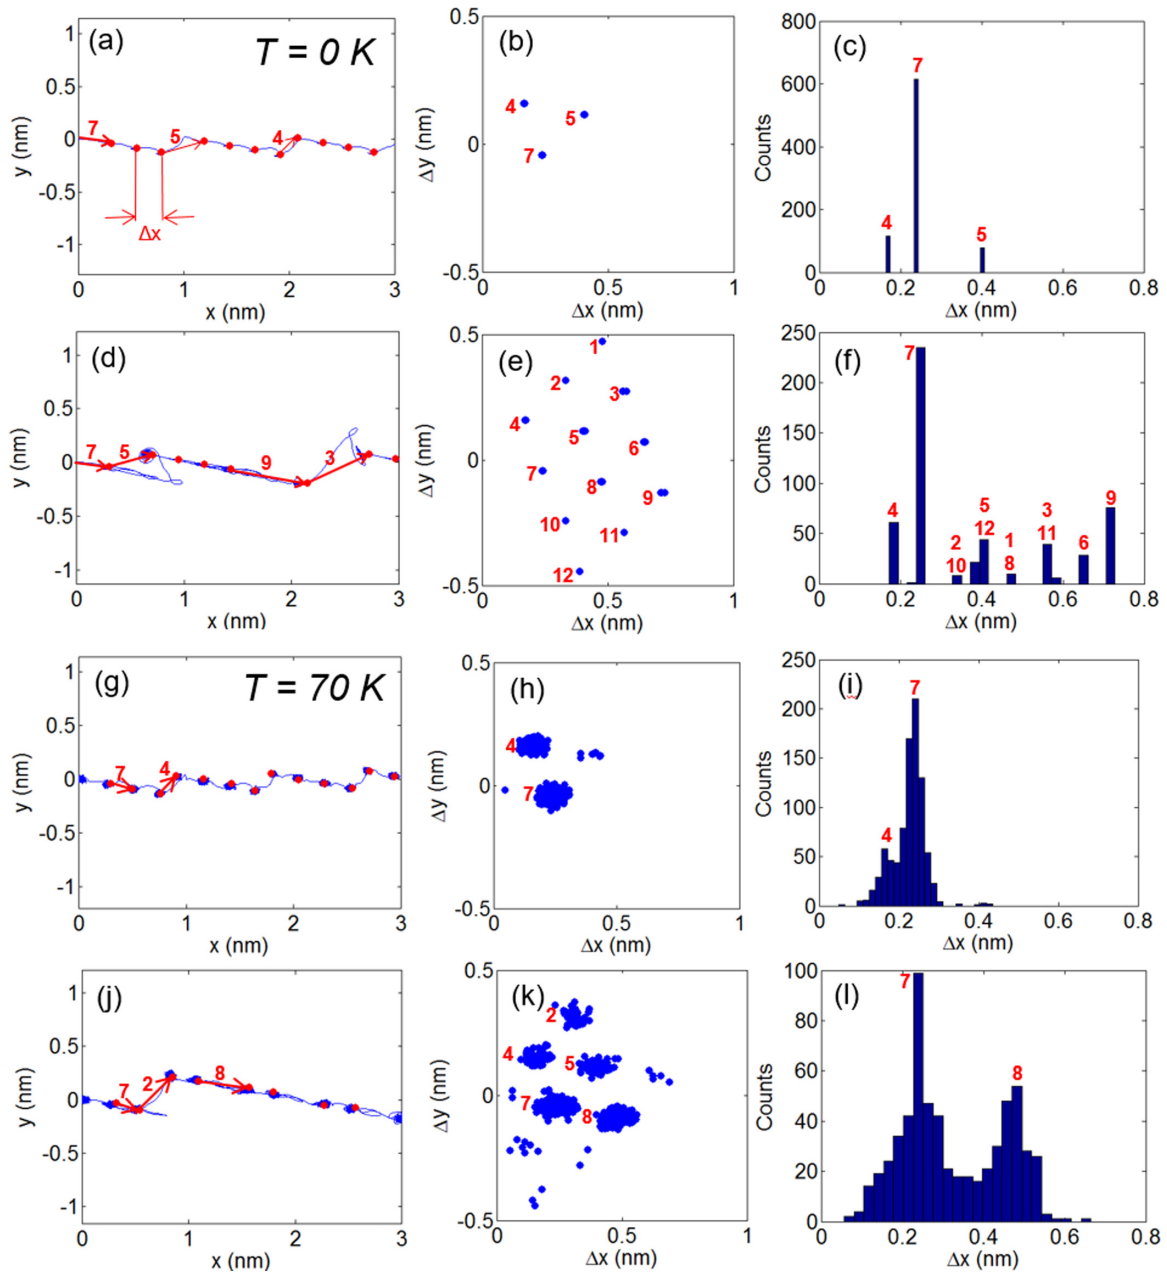 (a) T = 0 K
1
0.5
0
-0.5
-1
y (nm)
7 5 4
Δx
0 1 2 3
x (nm)
(b)
0.5
0
-0.5
Δy (nm)
4 5
7
0.5 1
Δx (nm)
(c)
800
600
400
200
0
Counts
7
4 5
0 0.2 0.4 0.6 0.8
Δx (nm)
(d)
1
0.5
0
-0.5
-1
y (nm)
7 5 9 3
0 1 2 3
x (nm)
(e)
0.5
0
-0.5
Δy (nm)
1
2
3
4
5
6
7
8
9
10
11
12
0 0.5 1
Δx (nm)
(f)
250
200
150
100
50
0
Counts
7
4
2
10
5
12
1
8
3
11
6
9
0 0.2 0.4 0.6 0.8
Δx (nm)
(g) T = 70 K
1
0.5
0
-0.5
-1
y (nm)
7 4
0 1 2 3
x (nm)
(h)
0.5
0
-0.5
Δy (nm)
4
7
0 0.5 1
Δx (nm)
(i)
250
200
150
100
50
0
Counts
7
4
0 0.2 0.4 0.6 0.8
Δx (nm)
(j)
1
0.5
0
-0.5
-1
y (nm)
7 2 8
0 1 2 3
x (nm)
(k)
0.5
0
-0.5
Δy (nm)
2
4 5
7 8
0 0.5 1
Δx (nm)
(l)
100
80
60
40
20
0
Counts
7
8
0 0.2 0.4 0.6 0.8
Δx (nm)